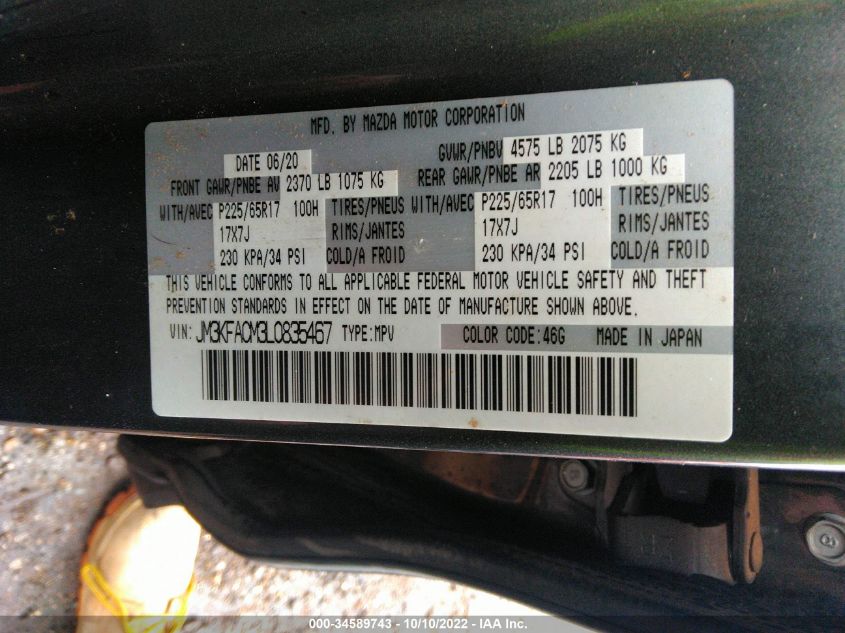 MFD. BY MAZDA MOTOR CORPORATION
DATE 06/20 GVWR/PNBV 4575 LB 2075 KG
FRONT GAWR/PNBE AV 2370 LB 1075 KG REAR GAWR/PNBE AR 2205 LB 1000 KG
WITH/AVEC P225/65R17 100H TIRES/PNEUS WITH/AVEC P225/65R17 100H TIRES/PNEUS
17X7J RIMS/JANTES 17X7J RIMS/JANTES
230 KPA/34 PSI COLD/A FROID 230 KPA/34 PSI COLD/A FROID
THIS VEHICLE CONFORMS TO ALL APPLICABLE FEDERAL MOTOR VEHICLE SAFETY AND THEFT
PREVENTION STANDARDS IN EFFECT ON THE DATE OF MANUFACTURE SHOWN ABOVE.
VIN: JM3KFACM3L0835467 TYPE:MPV COLOR CODE:46G MADE IN JAPAN
000 - 34589743 - 10/10/2022 - IAA Inc.